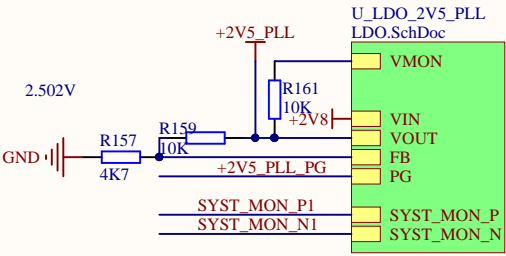 U_LDO_2V5_PLL
LDO.SchDoc
+2V5_PLL
VMON
2.502V
R161
10K
+2V8
VIN
R159
10K
VOUT
R157
4K7
GND
FB
+2V5_PLL_PG
PG
SYST_MON_P1
SYST_MON_P
SYST_MON_N1
SYST_MON_N